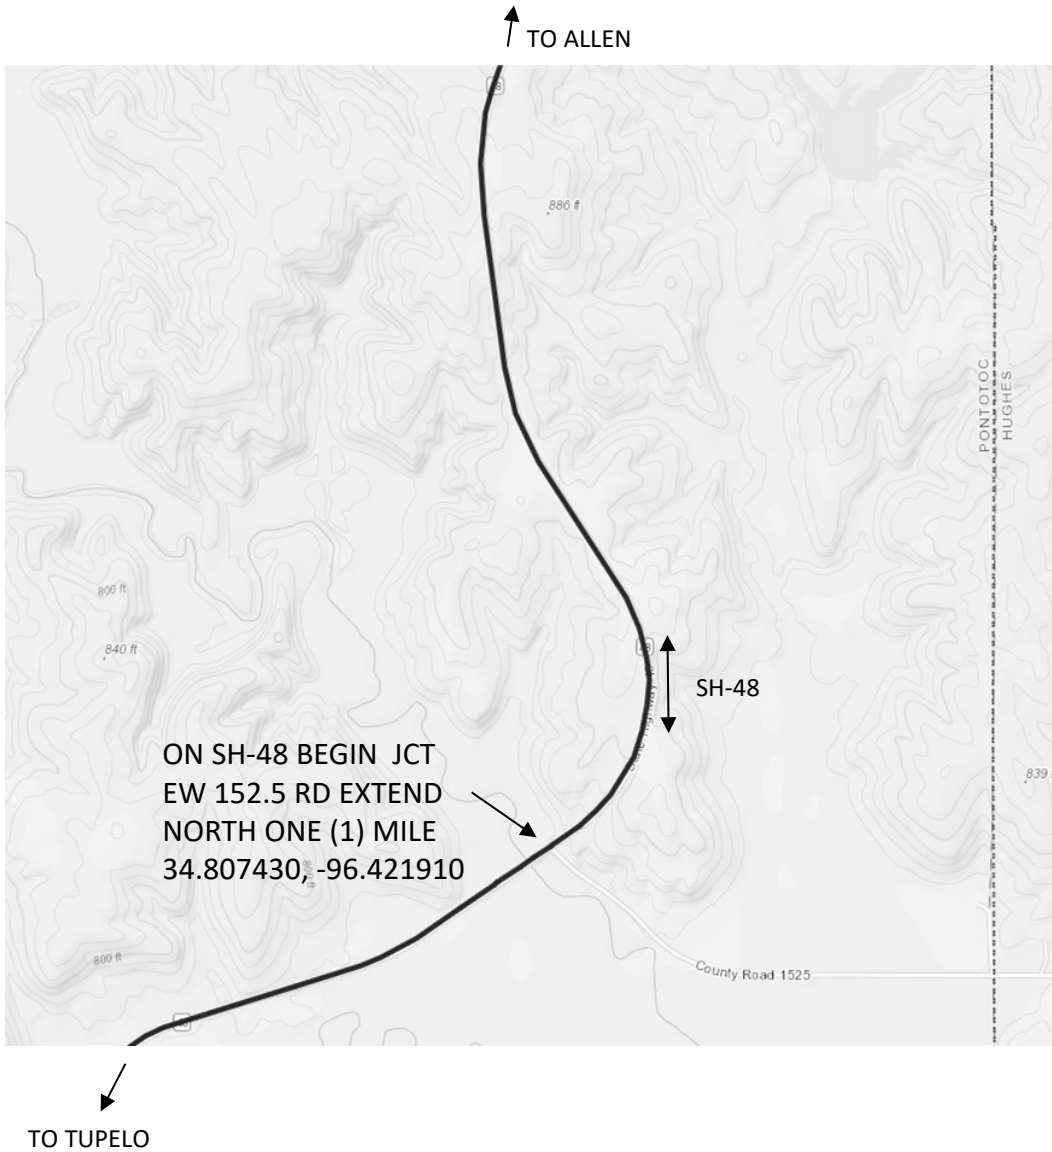 TO ALLEN
48
886 ft
PONTOTOC
HUGHES
800 ft
840 ft
48
SH-48
ON SH-48 BEGIN JCT
EW 152.5 RD EXTEND
NORTH ONE (1) MILE
34.807430, -96.421910
839
800 ft
County Road 1525
TO TUPELO